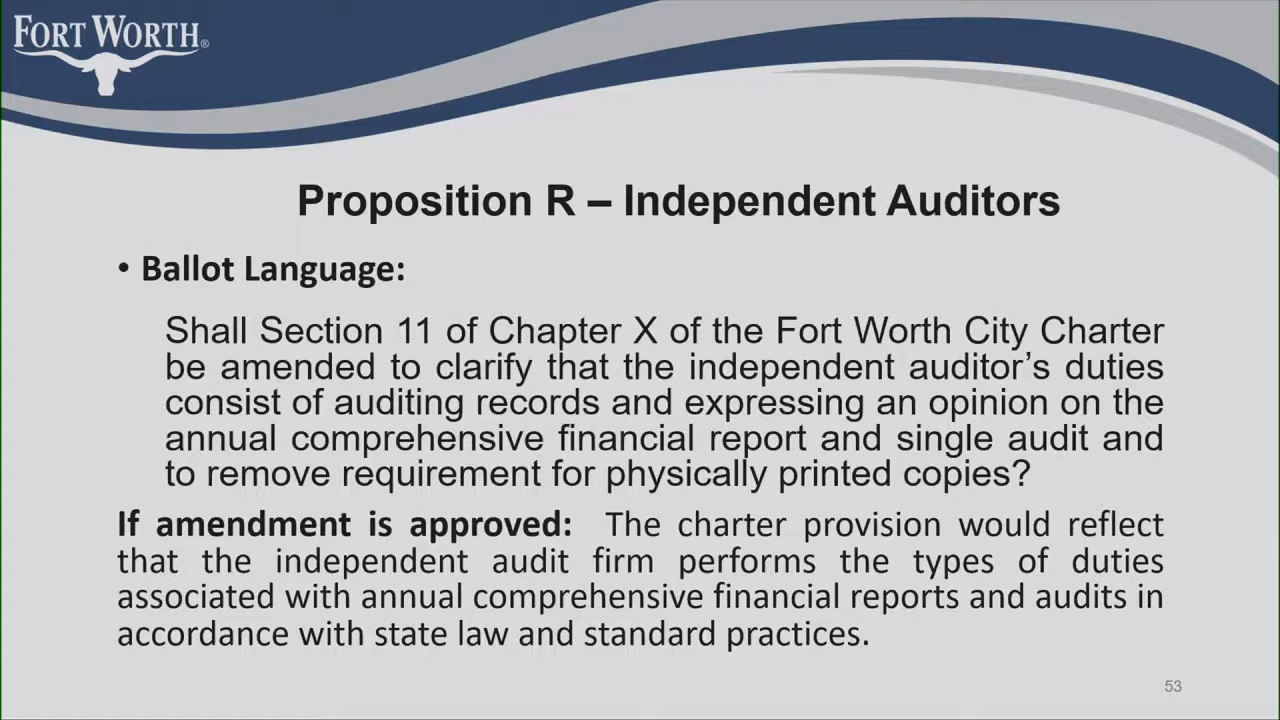 FORT WORTH®
Proposition R – Independent Auditors
• Ballot Language:
Shall Section 11 of Chapter X of the Fort Worth City Charter
be amended to clarify that the independent auditor’s duties
consist of auditing records and expressing an opinion on the
annual comprehensive financial report and single audit and
to remove requirement for physically printed copies?
If amendment is approved: The charter provision would reflect
that the independent audit firm performs the types of duties
associated with annual comprehensive financial reports and audits in
accordance with state law and standard practices.
53